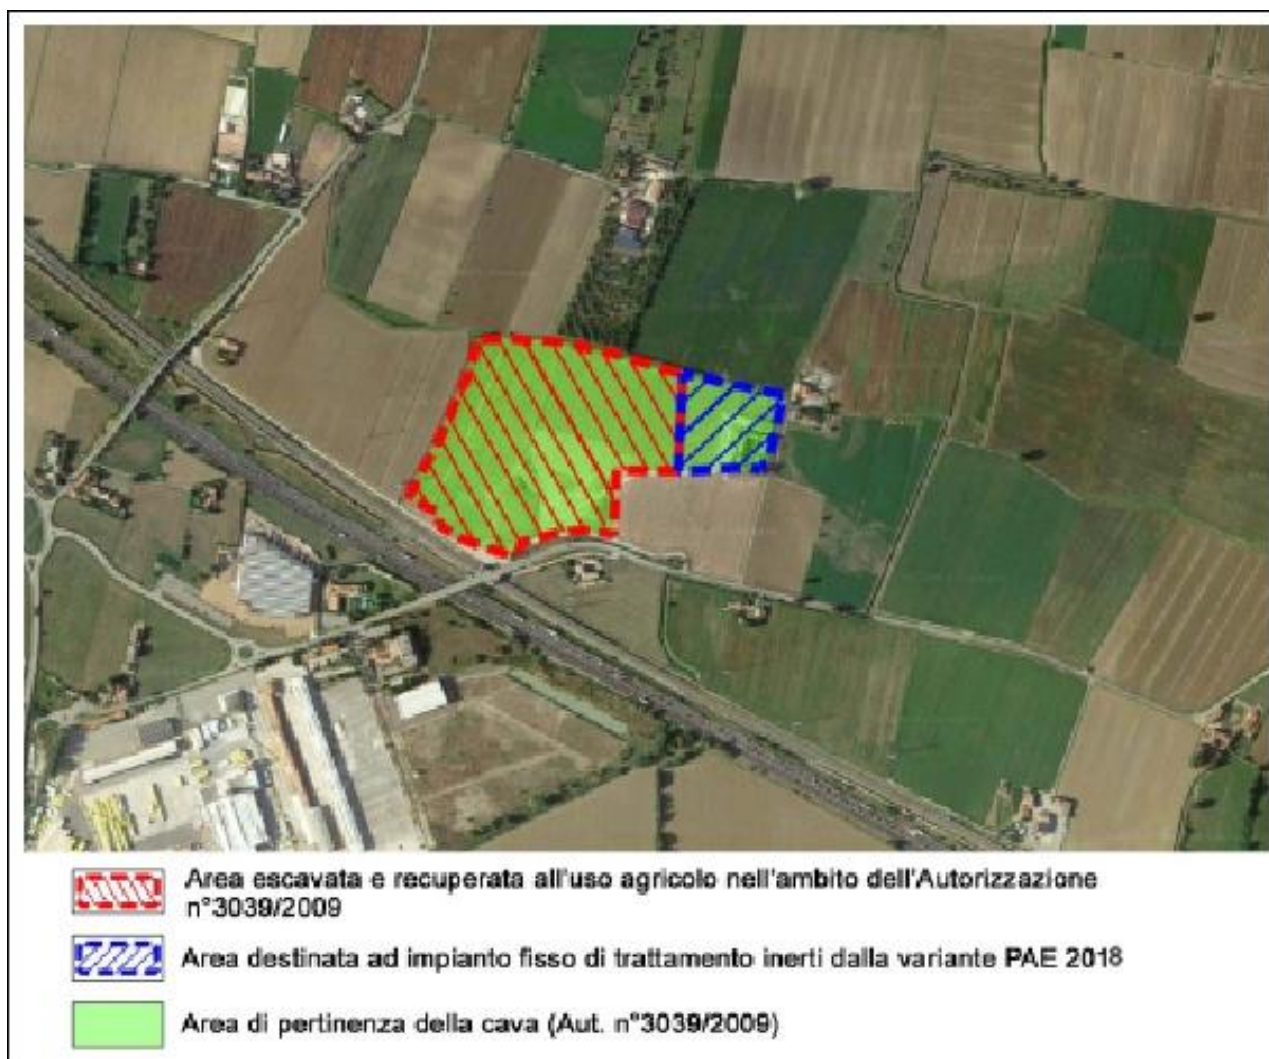 Area escavata e recuperata all'uso agricolo nell'ambito dell'Autorizzazione
n°3039/2009
Area destinata ad impianto fisso di trattamento inerti dalla variante PAE 2018
Area di pertinenza della cava (Aut. n°3039/2009)